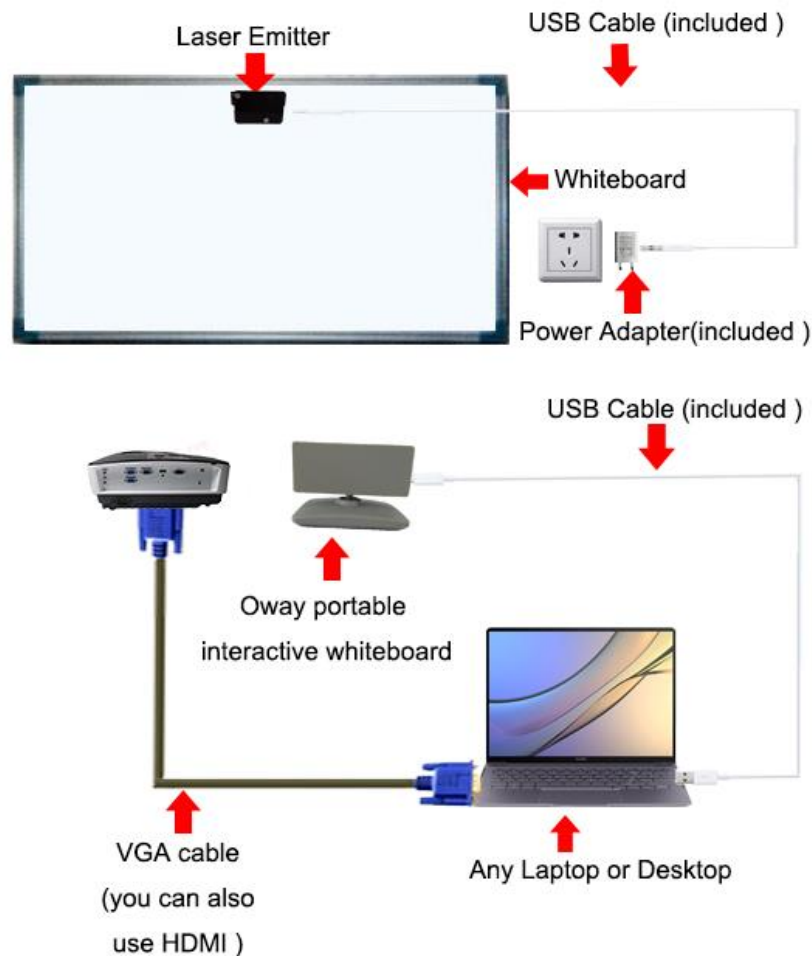 Laser Emitter
USB Cable (included )
Whiteboard
Power Adapter(included )
USB Cable (included )
Oway portable
interactive whiteboard
VGA cable
(you can also
use HDMI )
Any Laptop or Desktop